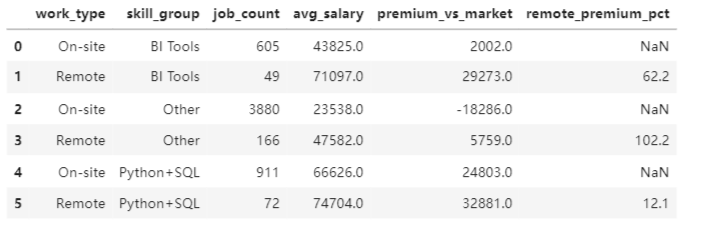 work_type skill_group job_count avg_salary premium_vs_market remote_premium_pct
0 On-site BI Tools 605 43825.0 2002.0 NaN
1 Remote BI Tools 49 71097.0 29273.0 62.2
2 On-site Other 3880 23538.0 -18286.0 NaN
3 Remote Other 166 47582.0 5759.0 102.2
4 On-site Python+SQL 911 66626.0 24803.0 NaN
5 Remote Python+SQL 72 74704.0 32881.0 12.1